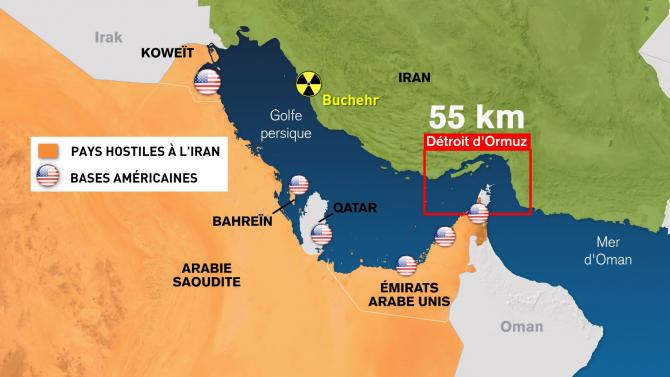 Irak
KOWEÏT
IRAN
Buchehr
Golfe
persique
55 km
Détroit d'Ormuz
PAYS HOSTILES À L'IRAN
BASES AMÉRICAINES
BAHREÏN
QATAR
ARABIE
SAOUDITE
ÉMIRATS
ARABE UNIS
Mer
d'Oman
Oman